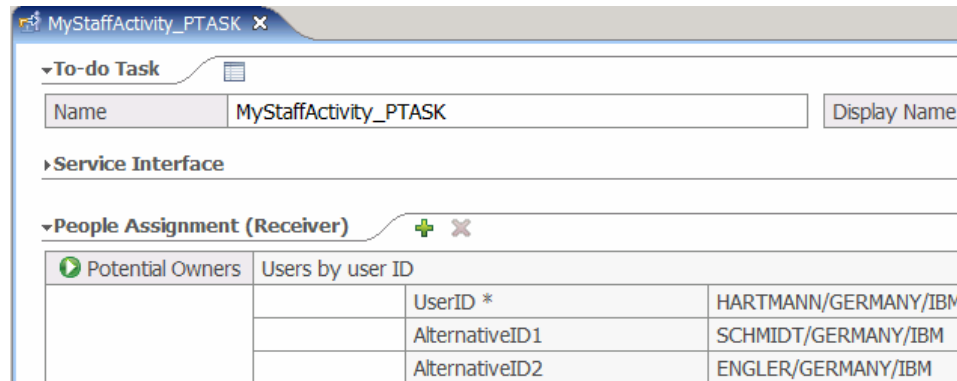 MyStaffActivity_PTASK
To-do Task
Name MyStaffActivity_PTASK Display Name
Service Interface
People Assignment (Receiver)
Potential Owners Users by user ID
UserID * HARTMANN/GERMANY/IBM
AlternativeID1 SCHMIDT/GERMANY/IBM
AlternativeID2 ENGLER/GERMANY/IBM